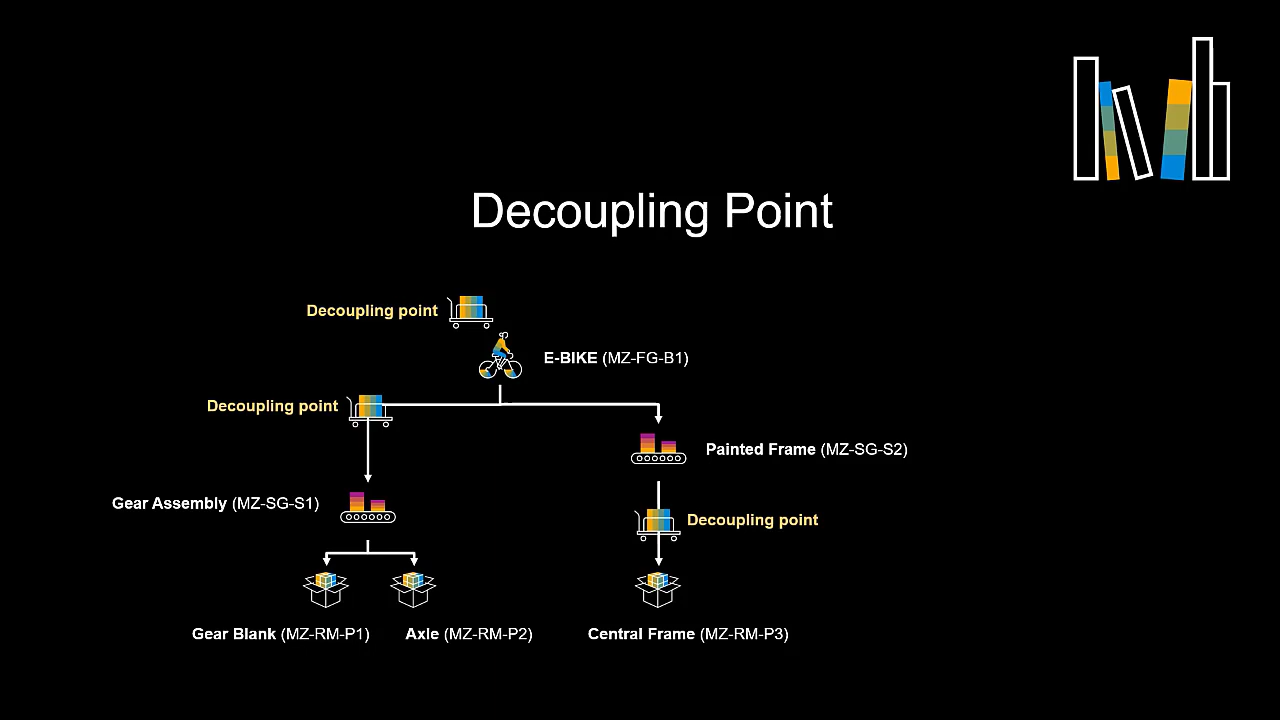 Decoupling Point
Decoupling point
E-BIKE (MZ-FG-B1)
Decoupling point
Painted Frame (MZ-SG-S2)
Gear Assembly (MZ-SG-S1)
Decoupling point
Gear Blank (MZ-RM-P1)
Axle (MZ-RM-P2)
Central Frame (MZ-RM-P3)